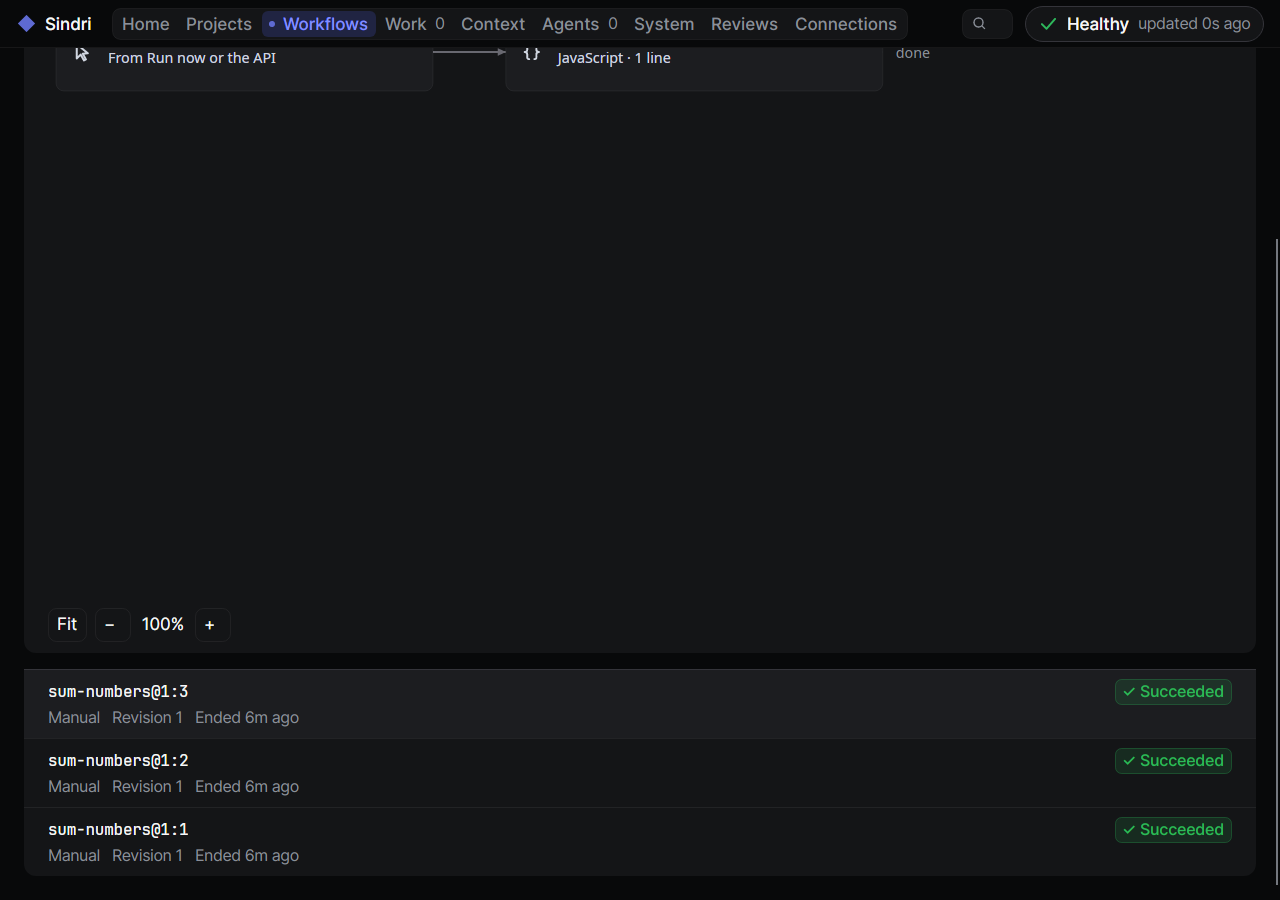 Sindri Home Projects Workflows Work 0 Context Agents 0 System Reviews Connections Healthy updated 0s ago
From Run now or the API
JavaScript · 1 line
done
Fit − 100% +
sum-numbers@1:3 Succeeded
Manual Revision 1 Ended 6m ago
sum-numbers@1:2 Succeeded
Manual Revision 1 Ended 6m ago
sum-numbers@1:1 Succeeded
Manual Revision 1 Ended 6m ago